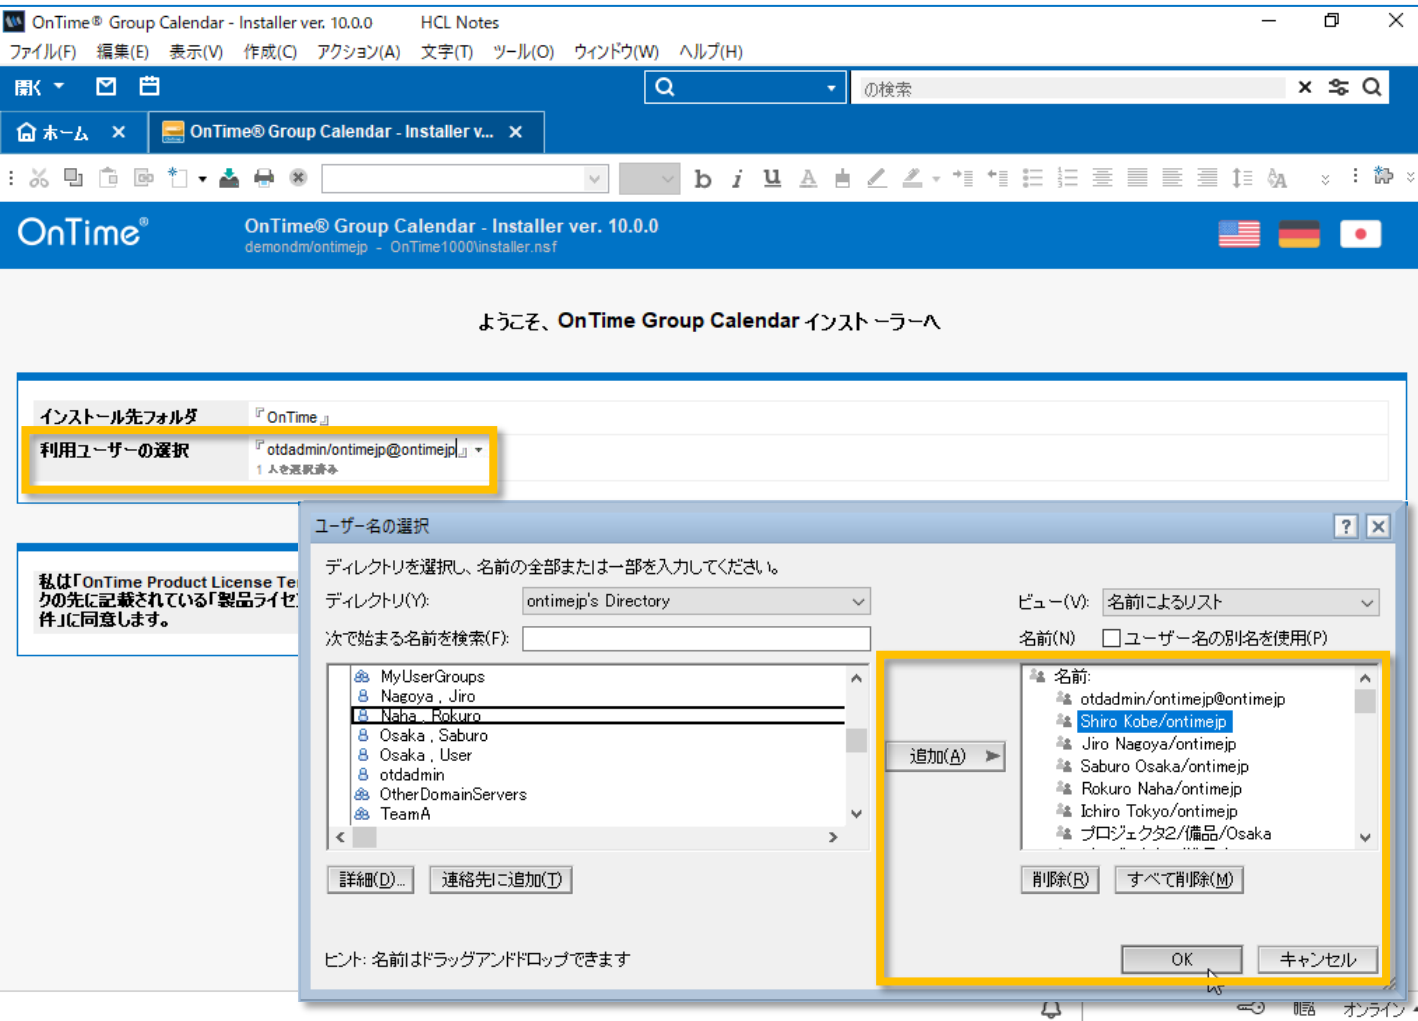 OnTime® Group Calendar - Installer ver. 10.0.0 HCL Notes
ファイル(F) 編集(E) 表示(V) 作成(C) アクション(A) 文字(T) ツール(O) ウィンドウ(W) ヘルプ(H)
開く の検索
ホーム OnTime® Group Calendar - Installer v...
b i u A
OnTime® OnTime® Group Calendar - Installer ver. 10.0.0
demondm/ontimejp - OnTime1000\installer.nsf
ようこそ、OnTime Group Calendar インストーラーへ
インストール先フォルダ 『OnTime』
利用ユーザーの選択 『otdadmin/ontimejp@ontimejp』
1 人を選択済み
私は「OnTime Product License Te
クの先に記載されている「製品ライセン
件」に同意します。
ユーザー名の選択
ディレクトリを選択し、名前の全部または一部を入力してください。
ディレクトリ(Y): ontimejp's Directory ビュー(V): 名前によるリスト
次で始まる名前を検索(F): 名前(N) ユーザー名の別名を使用(P)
MyUserGroups
Nagoya , Jiro
Naha , Rokuro
Osaka , Saburo
Osaka , User
otdadmin
OtherDomainServers
TeamA
追加(A)
名前:
otdadmin/ontimejp@ontimejp
Shiro Kobe/ontimejp
Jiro Nagoya/ontimejp
Saburo Osaka/ontimejp
Rokuro Naha/ontimejp
Ichiro Tokyo/ontimejp
プロジェクタ2/備品/Osaka
詳細(D)... 連絡先に追加(T) 削除(R) すべて削除(M)
ヒント: 名前はドラッグアンドドロップできます OK キャンセル
オンライン